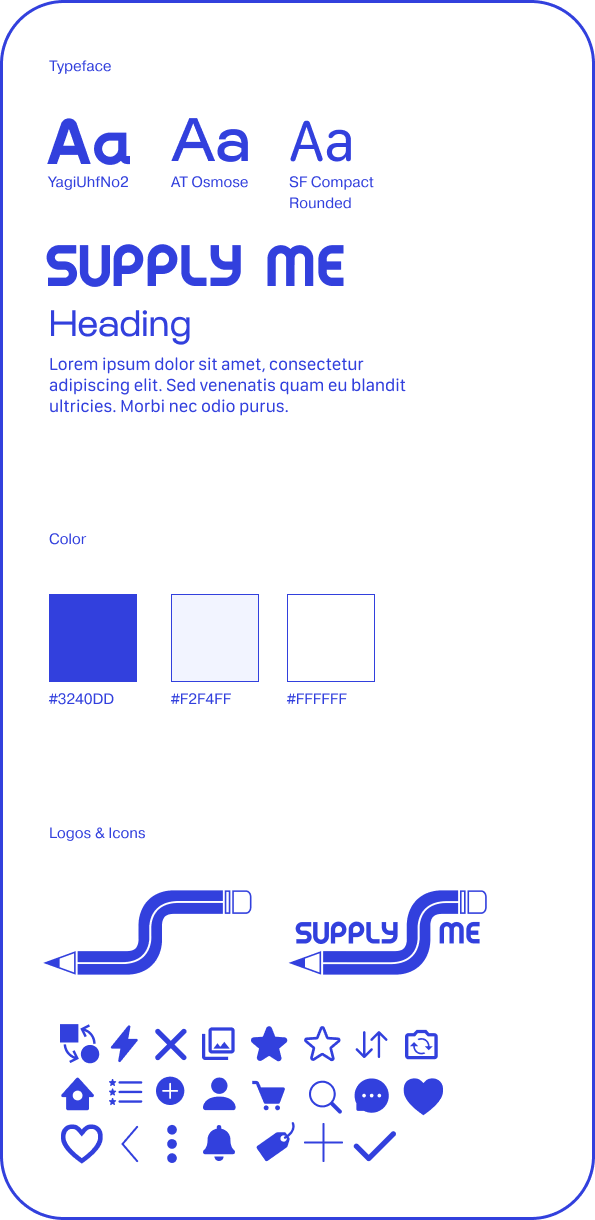 Typeface
Aa Aa Aa
YagiUhfNo2 AT Osmose SF Compact
Rounded
SUPPLY ME
Heading
Lorem ipsum dolor sit amet, consectetur
adipiscing elit. Sed venenatis quam eu blandit
ultricies. Morbi nec odio purus.
Color
#3240DD #F2F4FF #FFFFFF
Logos & Icons
SUPPLY ME